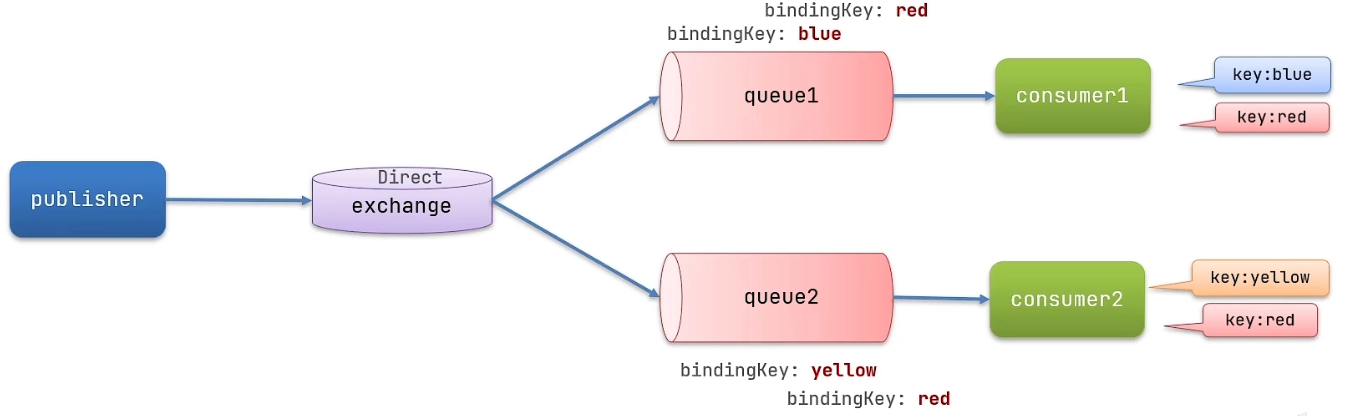 bindingKey: red
bindingKey: blue
queue1
consumer1
key:blue
key:red
publisher
Direct
exchange
queue2
consumer2
key:yellow
key:red
bindingKey: yellow
bindingKey: red